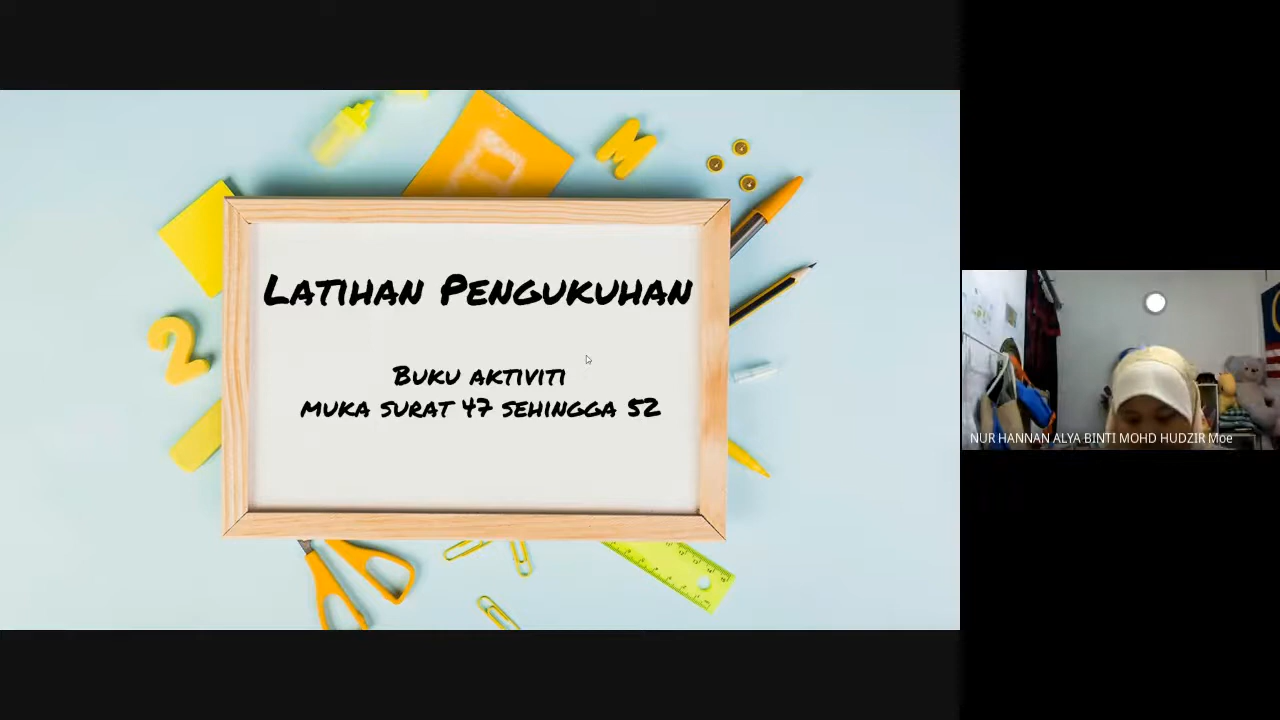 Latihan Pengukuhan
Buku aktiviti
muka surat 47 sehingga 52
NUR HANNAN ALYA BINTI MOHD HUDZIR Moe